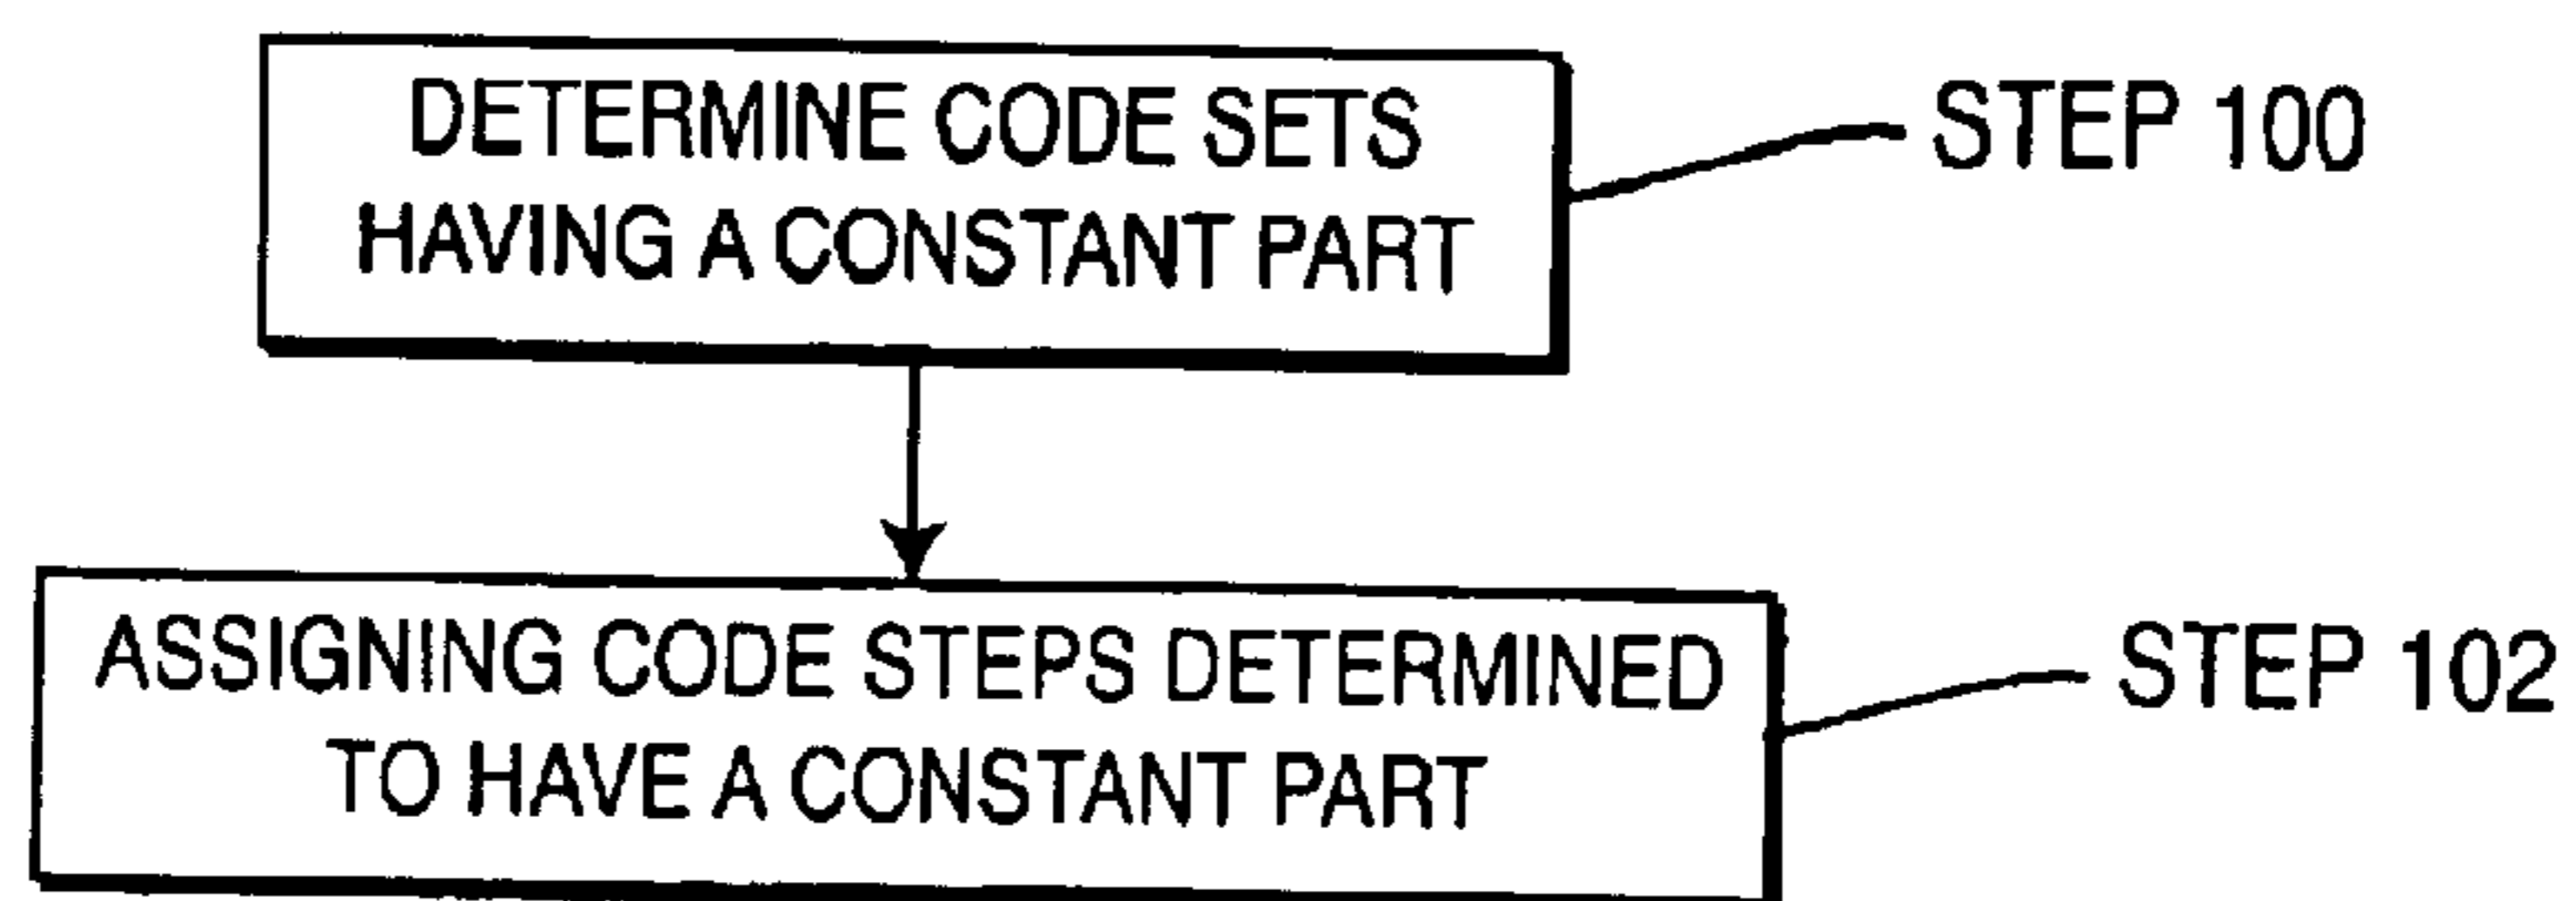 DETERMINE CODE SETS
HAVING A CONSTANT PART
STEP 100
ASSIGNING CODE STEPS DETERMINED
TO HAVE A CONSTANT PART
STEP 102